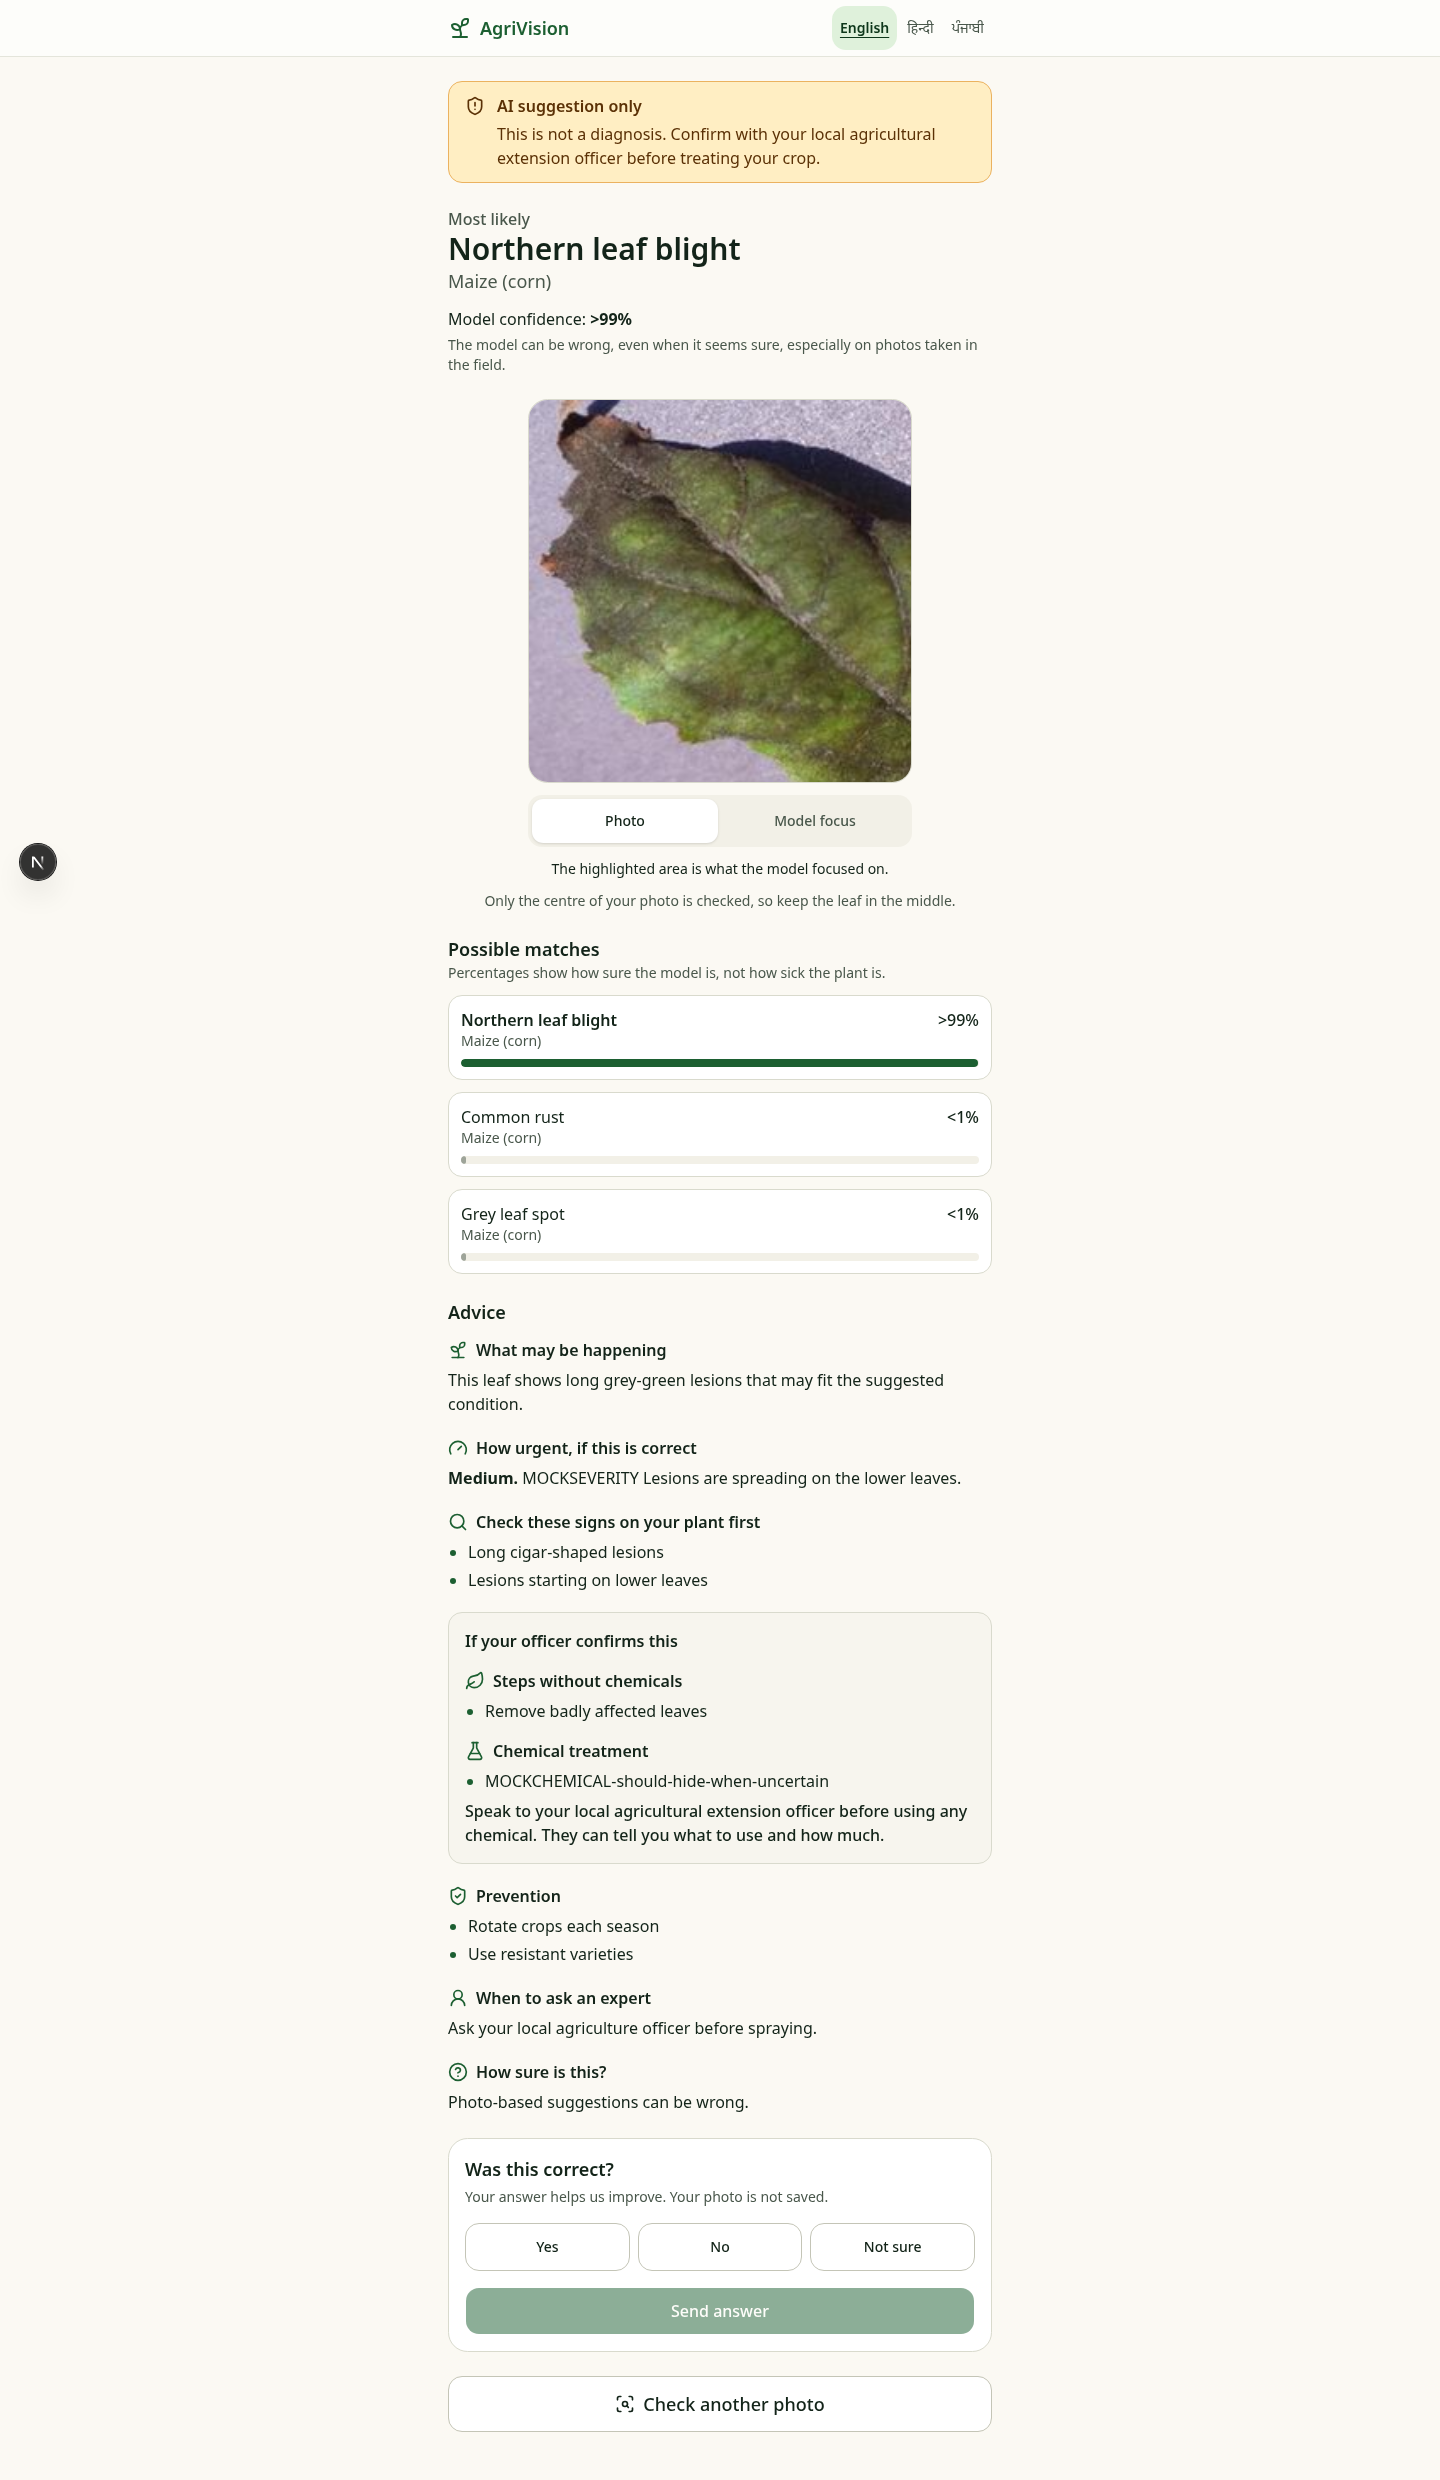 AgriVision
English
हिन्दी
ਪੰਜਾਬੀ
AI suggestion only
This is not a diagnosis. Confirm with your local agricultural
extension officer before treating your crop.
Most likely
Northern leaf blight
Maize (corn)
Model confidence: >99%
The model can be wrong, even when it seems sure, especially on photos taken in
the field.
Photo
Model focus
The highlighted area is what the model focused on.
Only the centre of your photo is checked, so keep the leaf in the middle.
N
Possible matches
Percentages show how sure the model is, not how sick the plant is.
Northern leaf blight
>99%
Maize (corn)
Common rust
<1%
Maize (corn)
Grey leaf spot
<1%
Maize (corn)
Advice
What may be happening
This leaf shows long grey-green lesions that may fit the suggested
condition.
How urgent, if this is correct
Medium. MOCKSEVERITY Lesions are spreading on the lower leaves.
Check these signs on your plant first
Long cigar-shaped lesions
Lesions starting on lower leaves
If your officer confirms this
Steps without chemicals
Remove badly affected leaves
Chemical treatment
MOCKCHEMICAL-should-hide-when-uncertain
Speak to your local agricultural extension officer before using any
chemical. They can tell you what to use and how much.
Prevention
Rotate crops each season
Use resistant varieties
When to ask an expert
Ask your local agriculture officer before spraying.
How sure is this?
Photo-based suggestions can be wrong.
Was this correct?
Your answer helps us improve. Your photo is not saved.
Yes
No
Not sure
Send answer
Check another photo